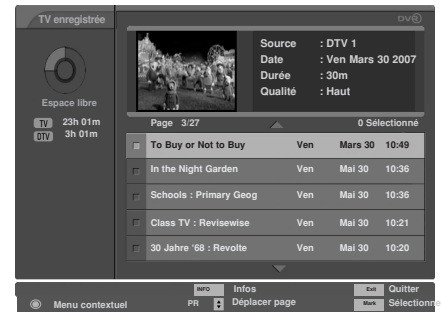 TV enregistrée
DVB
Source : DTV 1
Date : Ven Mars 30 2007
Durée : 30m
Qualité : Haut
Espace libre
TV 23h 01m
DTV 3h 01m
Page 3/27 0 Sélectionné
To Buy or Not to Buy Ven Mars 30 10:49
In the Night Garden Ven Mai 30 10:36
Schools : Primary Geog Ven Mai 30 10:36
Class TV : Revisewise Ven Mai 30 10:21
30 Jahre ‘68 : Revolte Ven Mai 30 10:20
INFO Infos Exit Quitter
Menu contextuel PR Déplacer page Mark Sélectionne